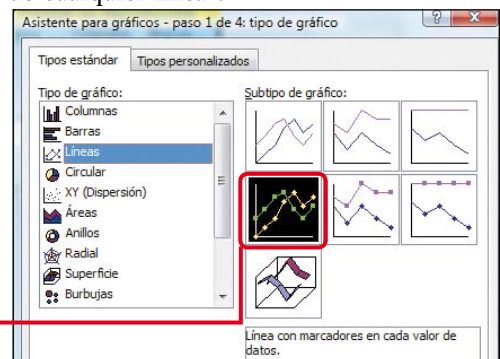 Asistente para gráficos - paso 1 de 4: tipo de gráfico
Tipos estándar
Tipos personalizados
Tipo de gráfico:
Columnas
Barras
Líneas
Circular
XY (Dispersión)
Áreas
Anillos
Radial
Superficie
Burbujas
Subtipo de gráfico:
Línea con marcadores en cada valor de
datos.